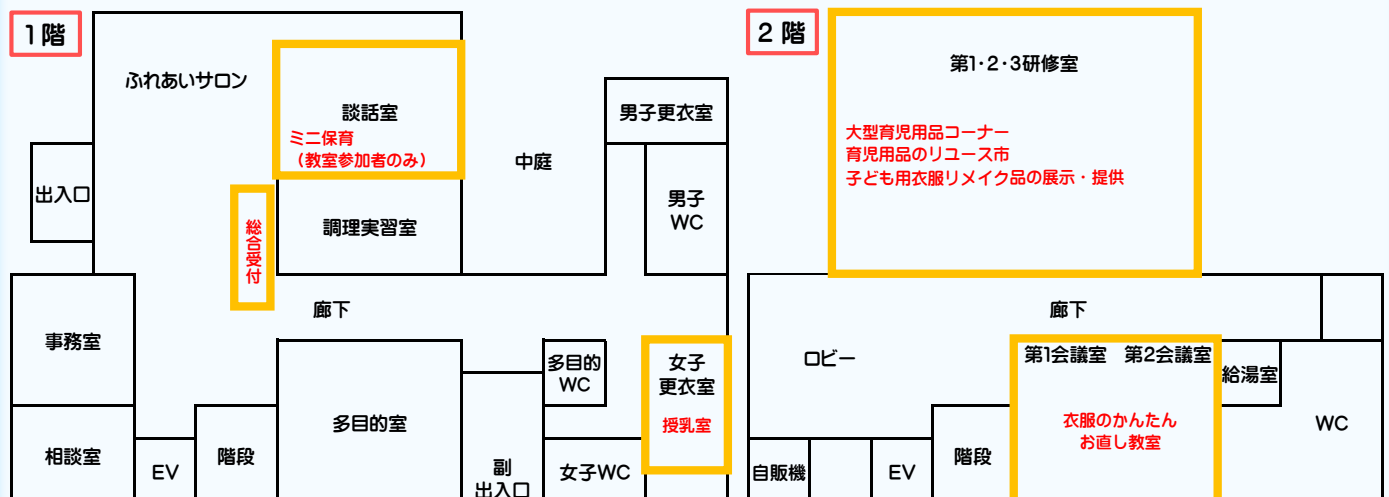 1階
ふれあいサロン
談話室
ミニ保育
（教室参加者のみ）
中庭
男子更衣室
出入口
男子
WC
総合受付
調理実習室
廊下
事務室
多目的
WC
女子
更衣室
授乳室
多目的室
相談室
EV
階段
副
出入口
女子WC
2階
第1･2･3研修室
大型育児用品コーナー
育児用品のリユース市
子ども用衣服リメイク品の展示・提供
廊下
ロビー
第1会議室 第2会議室
給湯室
衣服のかんたん
お直し教室
WC
自販機
EV
階段